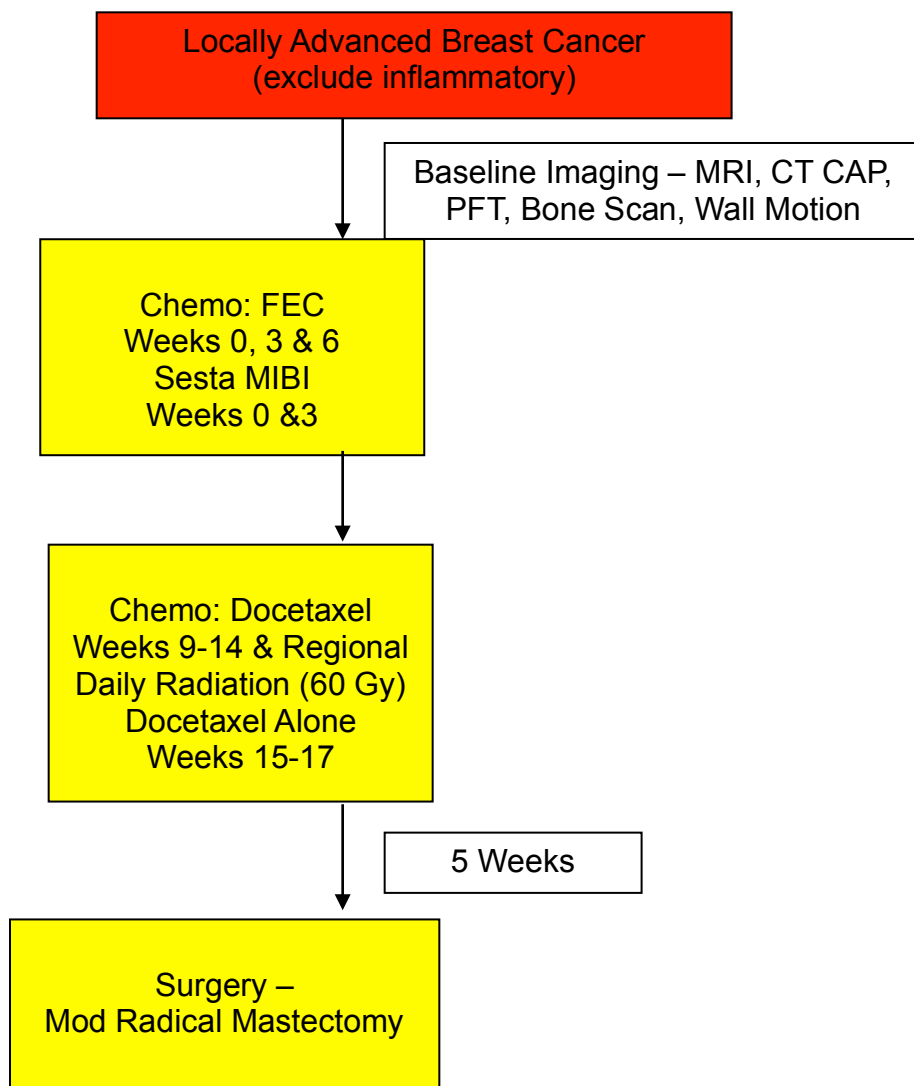 Locally Advanced Breast Cancer
(exclude inflammatory)
Baseline Imaging – MRI, CT CAP,
PFT, Bone Scan, Wall Motion
Chemo: FEC
Weeks 0, 3 & 6
Sesta MIBI
Weeks 0 &3
Chemo: Docetaxel
Weeks 9-14 & Regional
Daily Radiation (60 Gy)
Docetaxel Alone
Weeks 15-17
5 Weeks
Surgery –
Mod Radical Mastectomy